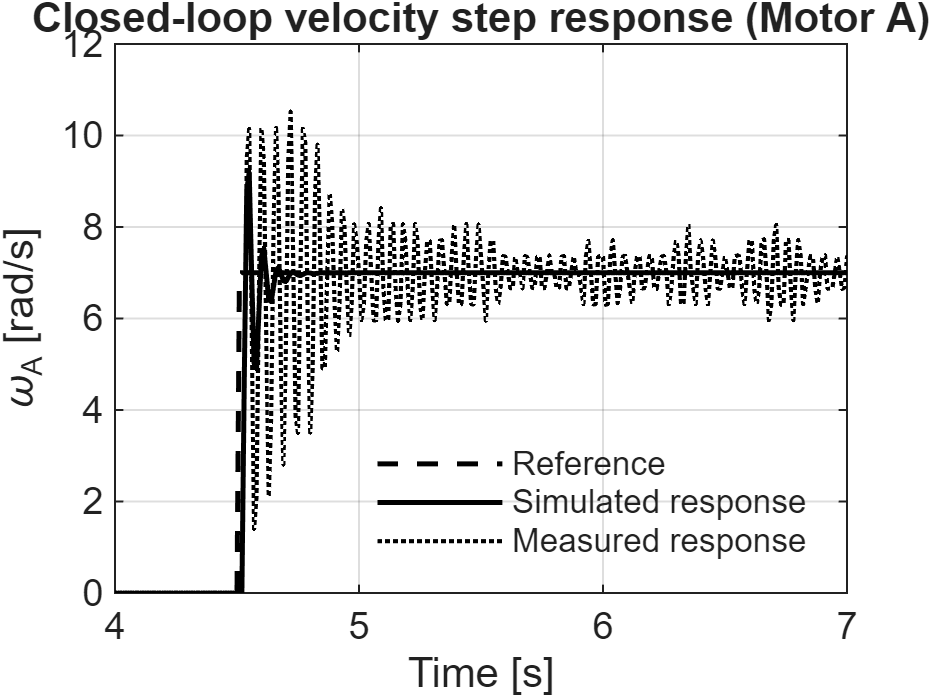 Closed-loop velocity step response (Motor A)
12
10
8
6
4
2
0
ω_A [rad/s]
Reference
Simulated response
Measured response
4 5 6 7
Time [s]